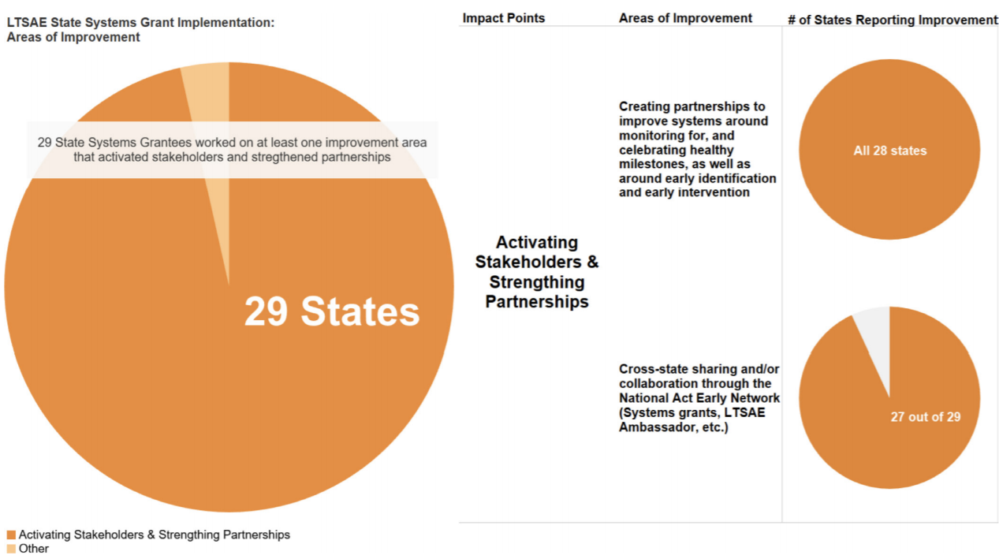 LTSAE State Systems Grant Implementation:
Areas of Improvement
29 State Systems Grantees worked on at least one improvement area
that activated stakeholders and stregthened partnerships
29 States
Activating Stakeholders & Strengthing Partnerships
Other
Impact Points
Areas of Improvement
# of States Reporting Improvement
Activating
Stakeholders &
Strengthing
Partnerships
Creating partnerships to
improve systems around
monitoring for, and
celebrating healthy
milestones, as well as
around early identification
and early intervention
All 28 states
Cross-state sharing and/or
collaboration through the
National Act Early Network
(Systems grants, LTSAE
Ambassador, etc.)
27 out of 29